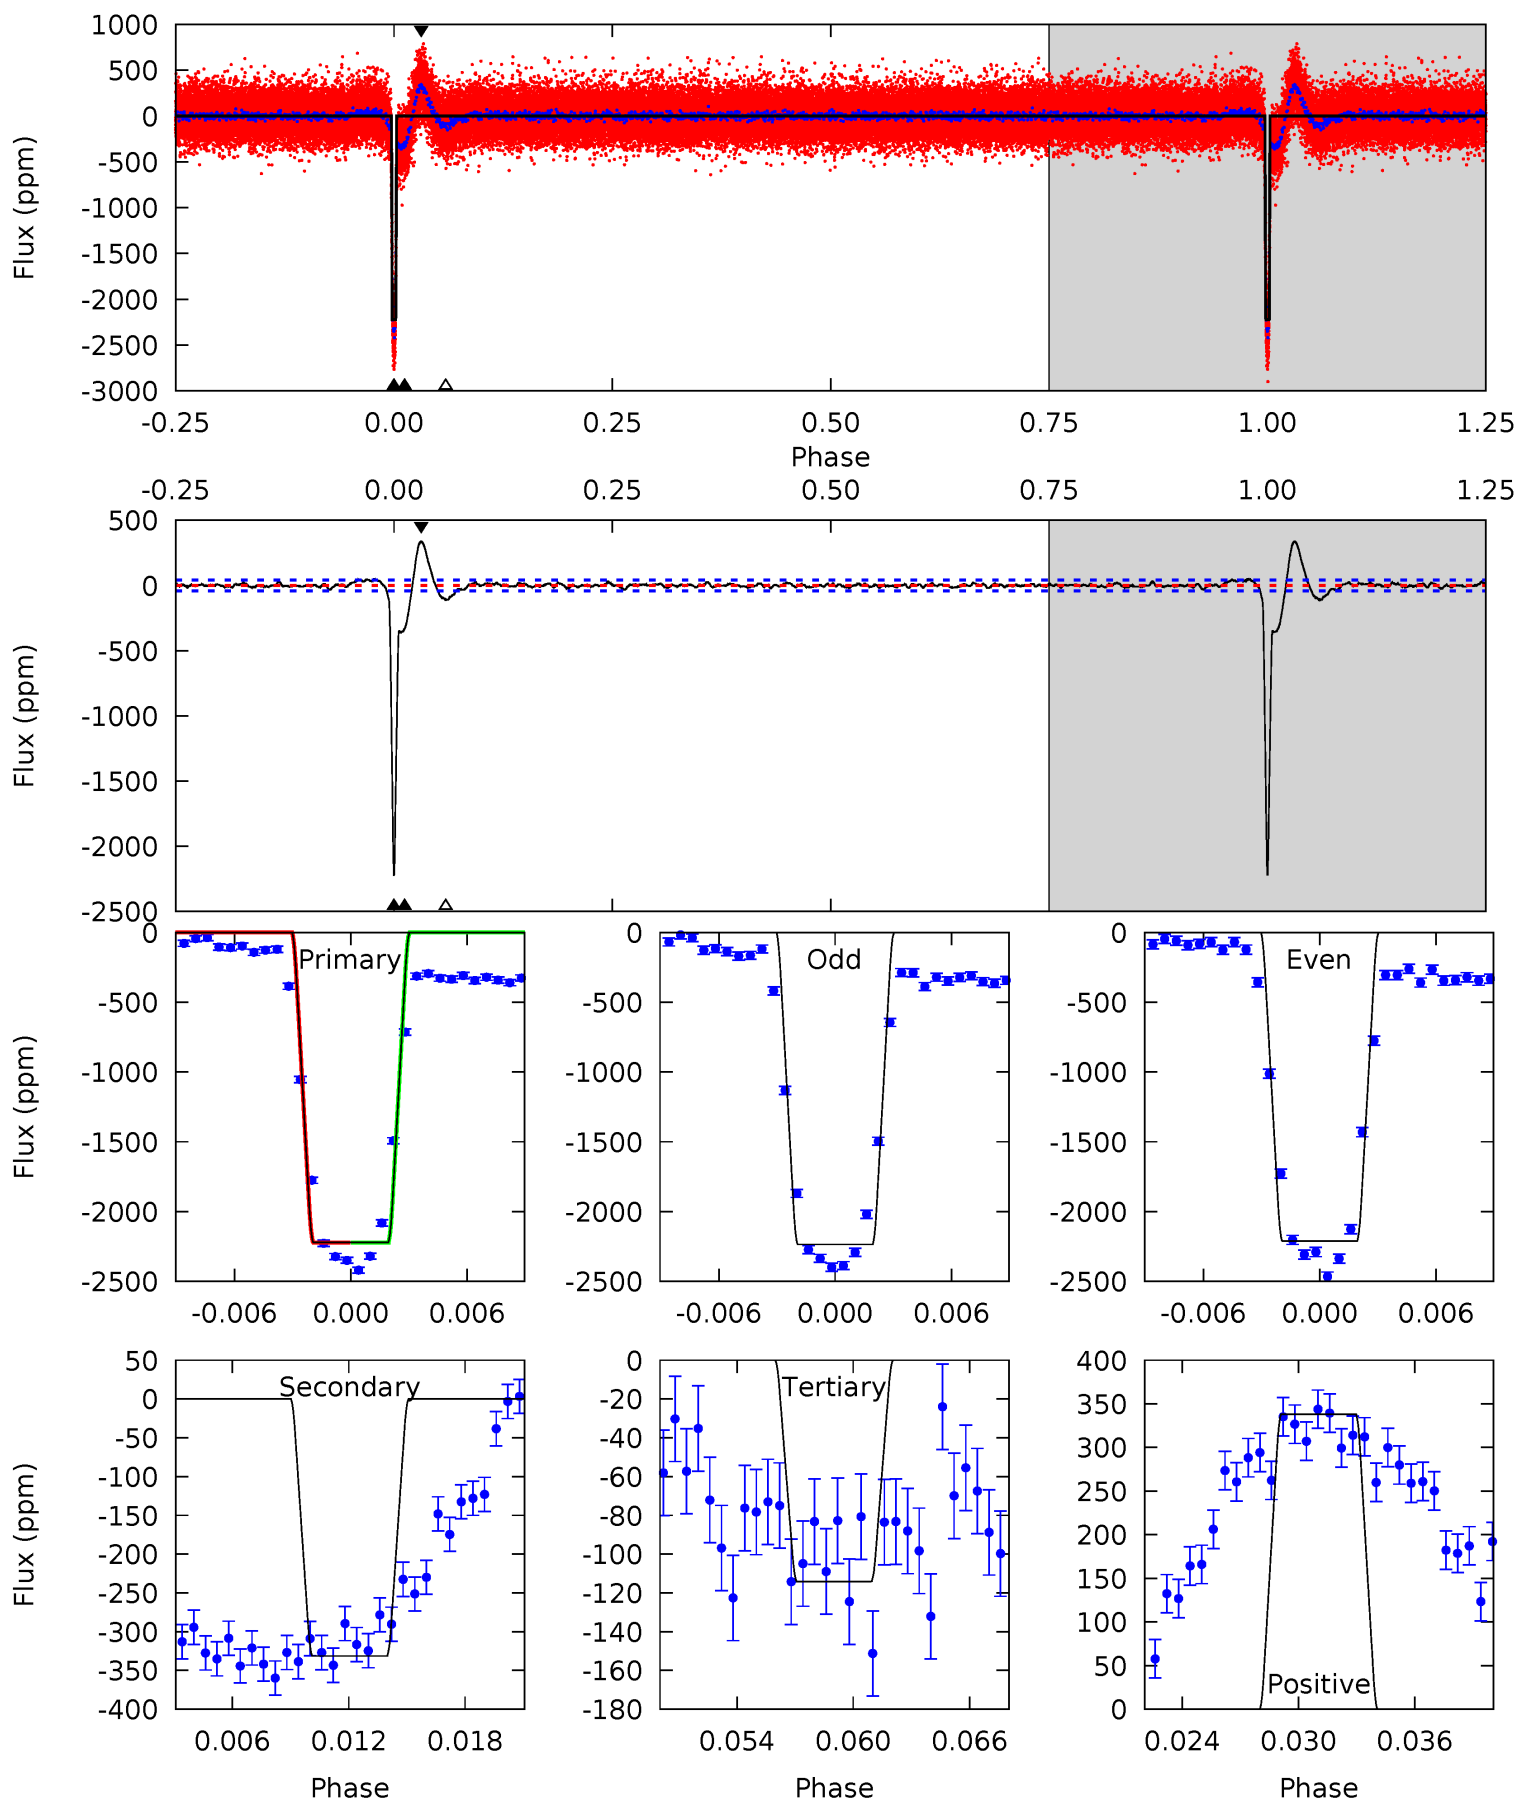 1000
500
0
-500
-1000
-1500
-2000
-2500
-3000
Flux (ppm)
-0.25 0.00 0.25 0.50 0.75 1.00 1.25
Phase
-0.25 0.00 0.25 0.50 0.75 1.00 1.25
500
0
-500
-1000
-1500
-2000
-2500
Flux (ppm)
Primary
0
-500
-1000
-1500
-2000
-2500
Flux (ppm)
-0.006 0.000 0.006
Odd
0
-500
-1000
-1500
-2000
-2500
-0.006 0.000 0.006
Even
0
-500
-1000
-1500
-2000
-2500
-0.006 0.000 0.006
Secondary
50
0
-50
-100
-150
-200
-250
-300
-350
-400
Flux (ppm)
0.006 0.012 0.018
Phase
Tertiary
0
-20
-40
-60
-80
-100
-120
-140
-160
-180
0.054 0.060 0.066
Phase
400
350
300
250
200
150
100
50
0
Positive
0.024 0.030 0.036
Phase